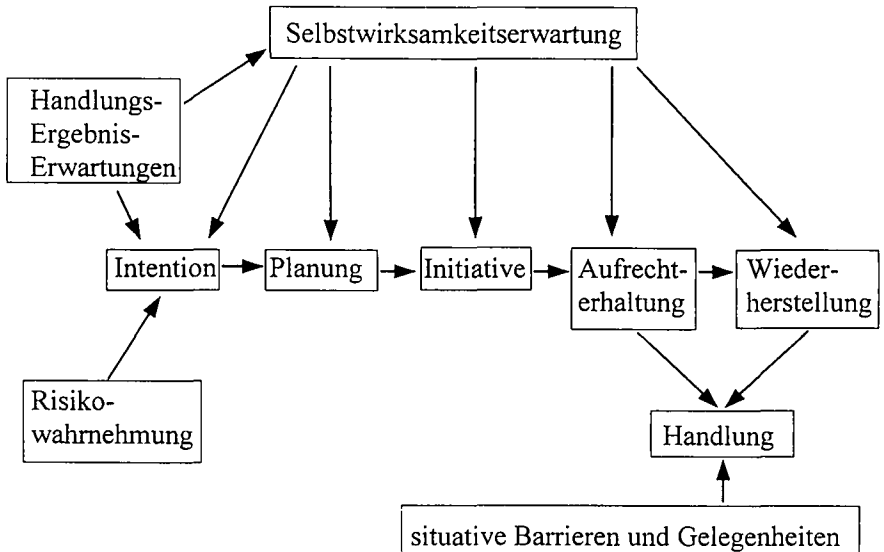 Selbstwirksamkeitserwartung
Handlungs-
Ergebnis-
Erwartungen
Intention
Planung
Initiative
Aufrecht-
erhaltung
Wieder-
herstellung
Risiko-
wahrnehmung
Handlung
situative Barrieren und Gelegenheiten